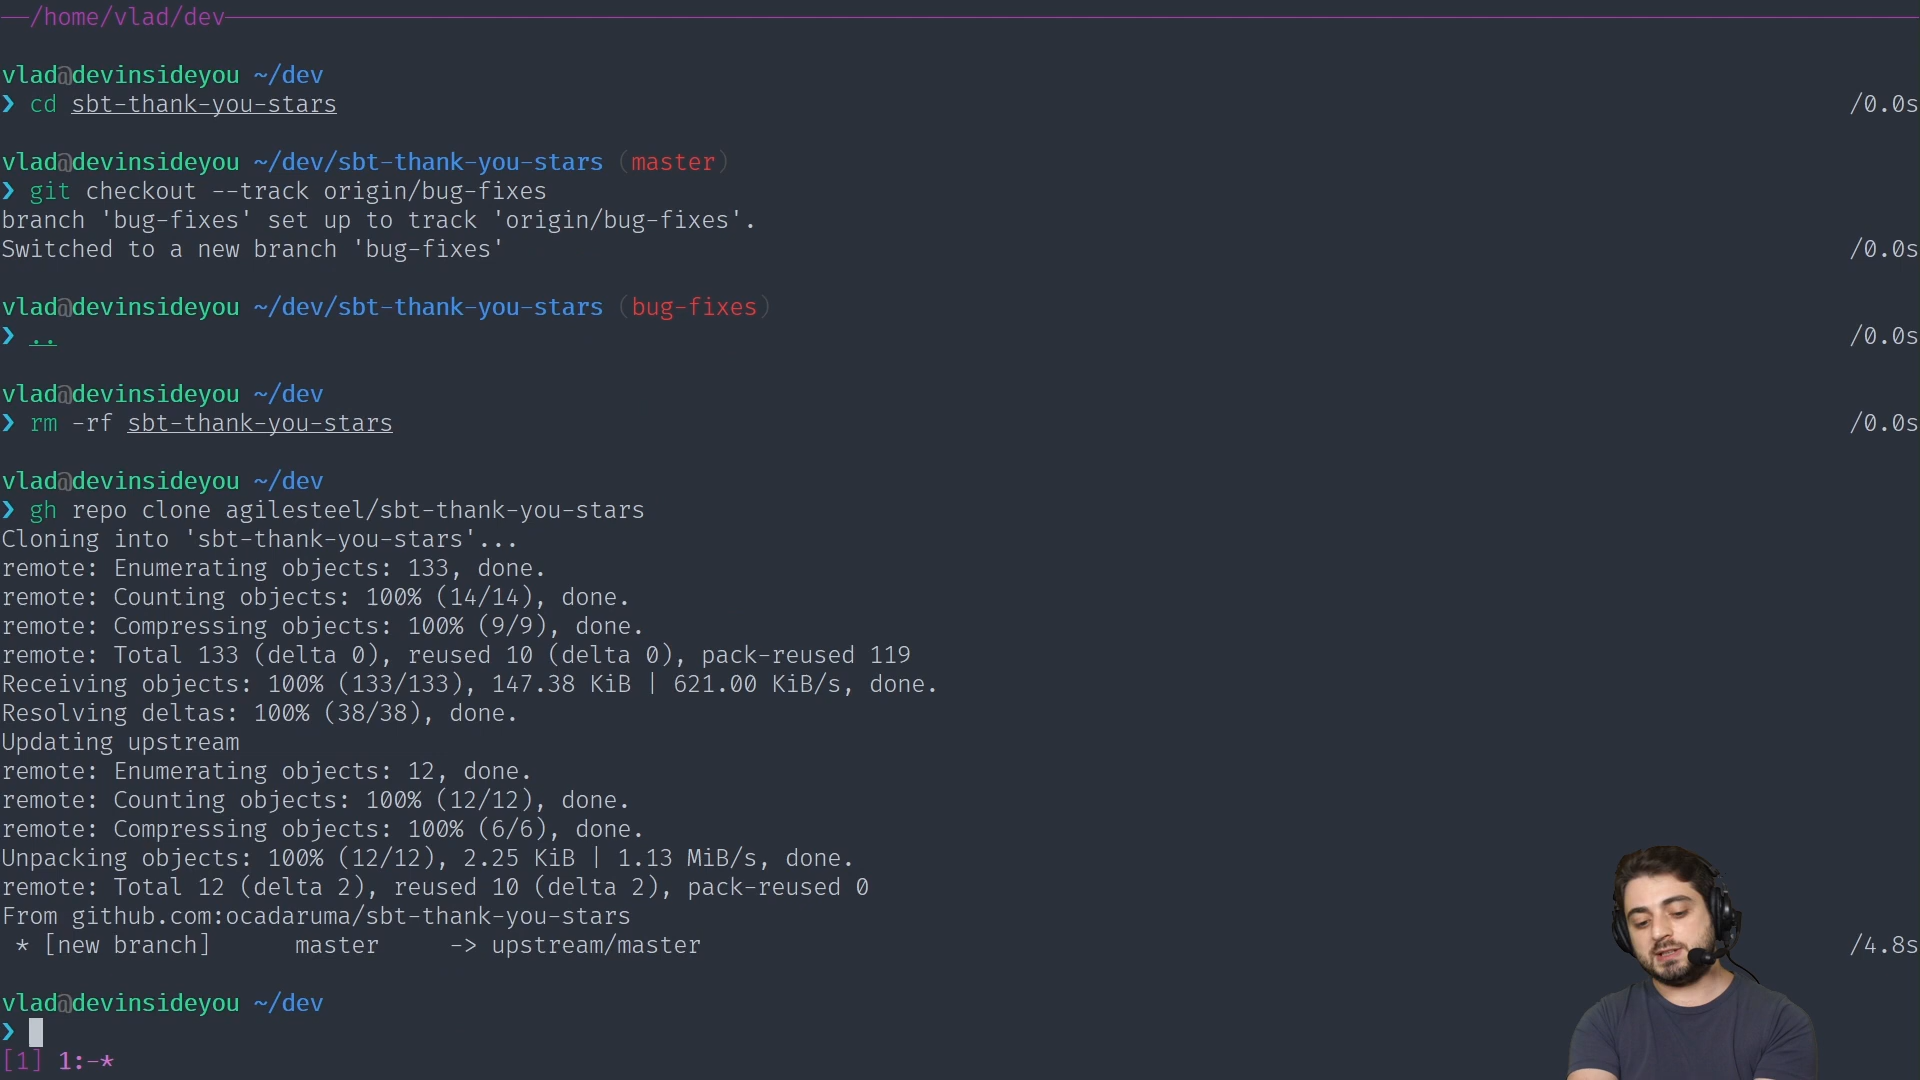 /home/vlad/dev
vlad@devinsideyou ~/dev
❯ cd sbt-thank-you-stars /0.0s
vlad@devinsideyou ~/dev/sbt-thank-you-stars (master)
❯ git checkout --track origin/bug-fixes
branch 'bug-fixes' set up to track 'origin/bug-fixes'.
Switched to a new branch 'bug-fixes' /0.0s
vlad@devinsideyou ~/dev/sbt-thank-you-stars (bug-fixes)
❯ .. /0.0s
vlad@devinsideyou ~/dev
❯ rm -rf sbt-thank-you-stars /0.0s
vlad@devinsideyou ~/dev
❯ gh repo clone agilesteel/sbt-thank-you-stars
Cloning into 'sbt-thank-you-stars'...
remote: Enumerating objects: 133, done.
remote: Counting objects: 100% (14/14), done.
remote: Compressing objects: 100% (9/9), done.
remote: Total 133 (delta 0), reused 10 (delta 0), pack-reused 119
Receiving objects: 100% (133/133), 147.38 KiB | 621.00 KiB/s, done.
Resolving deltas: 100% (38/38), done.
Updating upstream
remote: Enumerating objects: 12, done.
remote: Counting objects: 100% (12/12), done.
remote: Compressing objects: 100% (6/6), done.
Unpacking objects: 100% (12/12), 2.25 KiB | 1.13 MiB/s, done.
remote: Total 12 (delta 2), reused 10 (delta 2), pack-reused 0
From github.com:ocadaruma/sbt-thank-you-stars
* [new branch] master -> upstream/master /4.8s
vlad@devinsideyou ~/dev
❯
[1] 1:-*